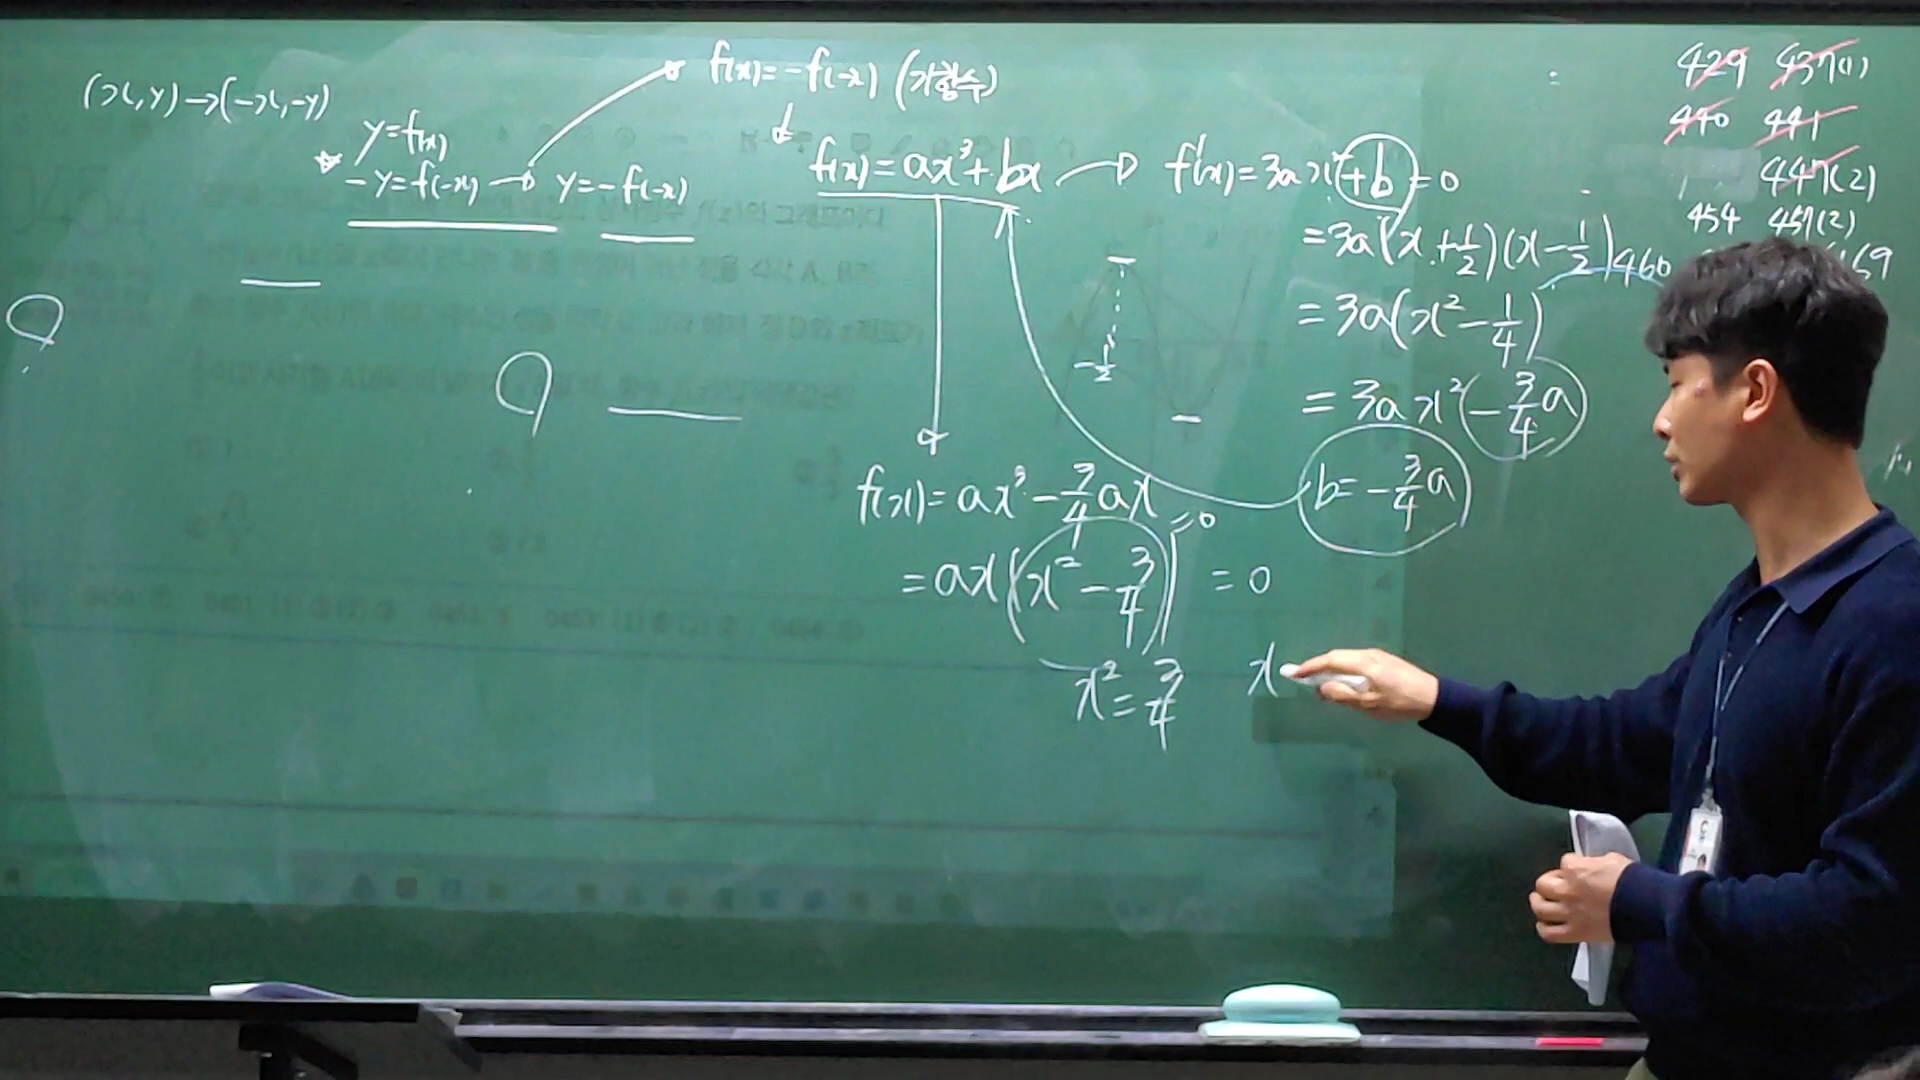 (x, y) → (-x, -y)
y = f(x)
-y = f(-x) → y = -f(-x)
f(x) = -f(-x) (기함수)
f(x) = ax³ + bx → f'(x) = 3ax² + b = 0
= 3a(x + 1/2)(x - 1/2)
= 3a(x² - 1/4)
= 3ax² - 3/4 a
b = - 3/4 a
-1/2
f(x) = ax³ - 3/4 ax = 0
= ax(x² - 3/4) = 0
x² = 3/4 x
429 437(1)
440 441
447(2)
454 457(2)
460